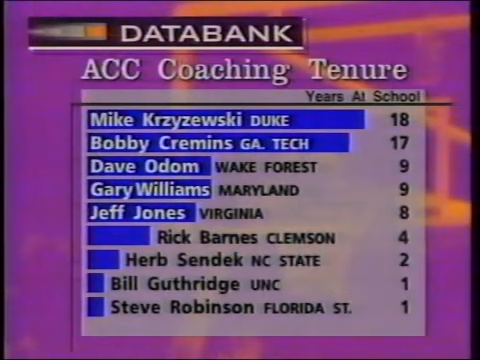 DATABANK
ACC Coaching Tenure
Years At School
Mike Krzyzewski DUKE 18
Bobby Cremins GA. TECH 17
Dave Odom WAKE FOREST 9
Gary Williams MARYLAND 9
Jeff Jones VIRGINIA 8
Rick Barnes CLEMSON 4
Herb Sendek NC STATE 2
Bill Guthridge UNC 1
Steve Robinson FLORIDA ST. 1